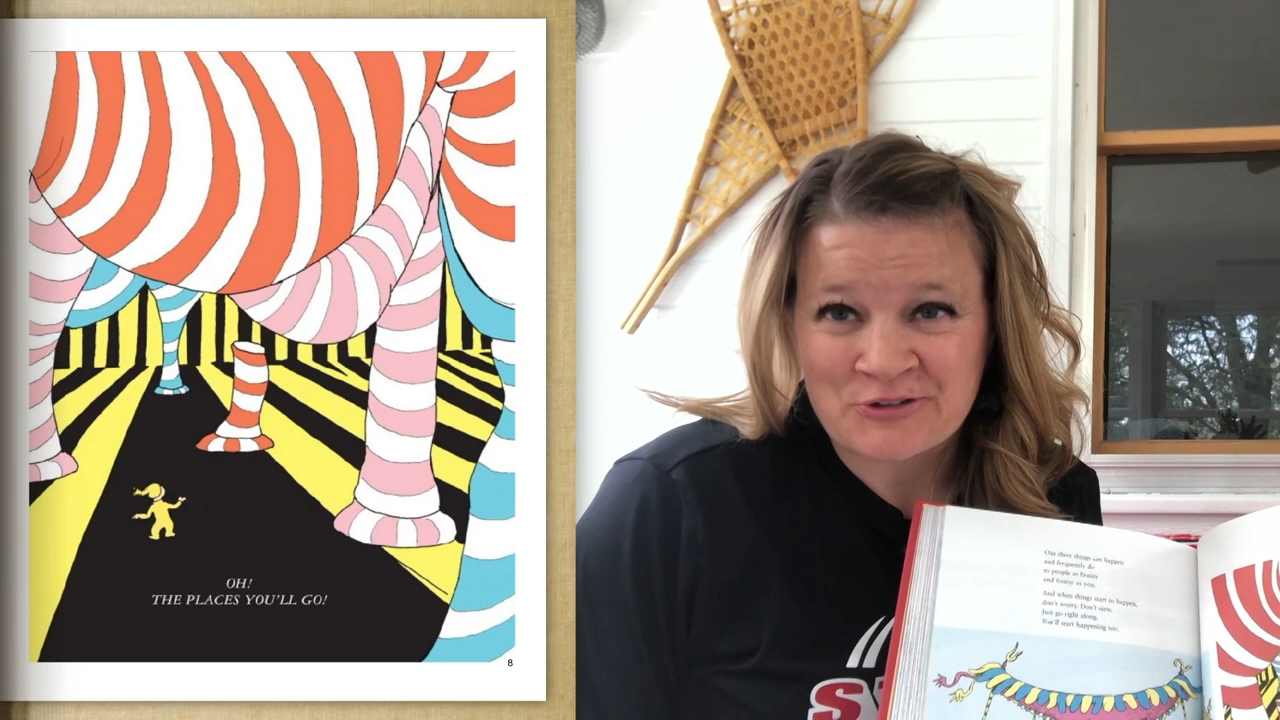 OH!
THE PLACES YOU'LL GO!
8
Out there things can happen
and frequently do
to people as brainy
and footsy as you.
And when things start to happen,
don't worry. Don't stew.
Just go right along.
You'll start happening too.